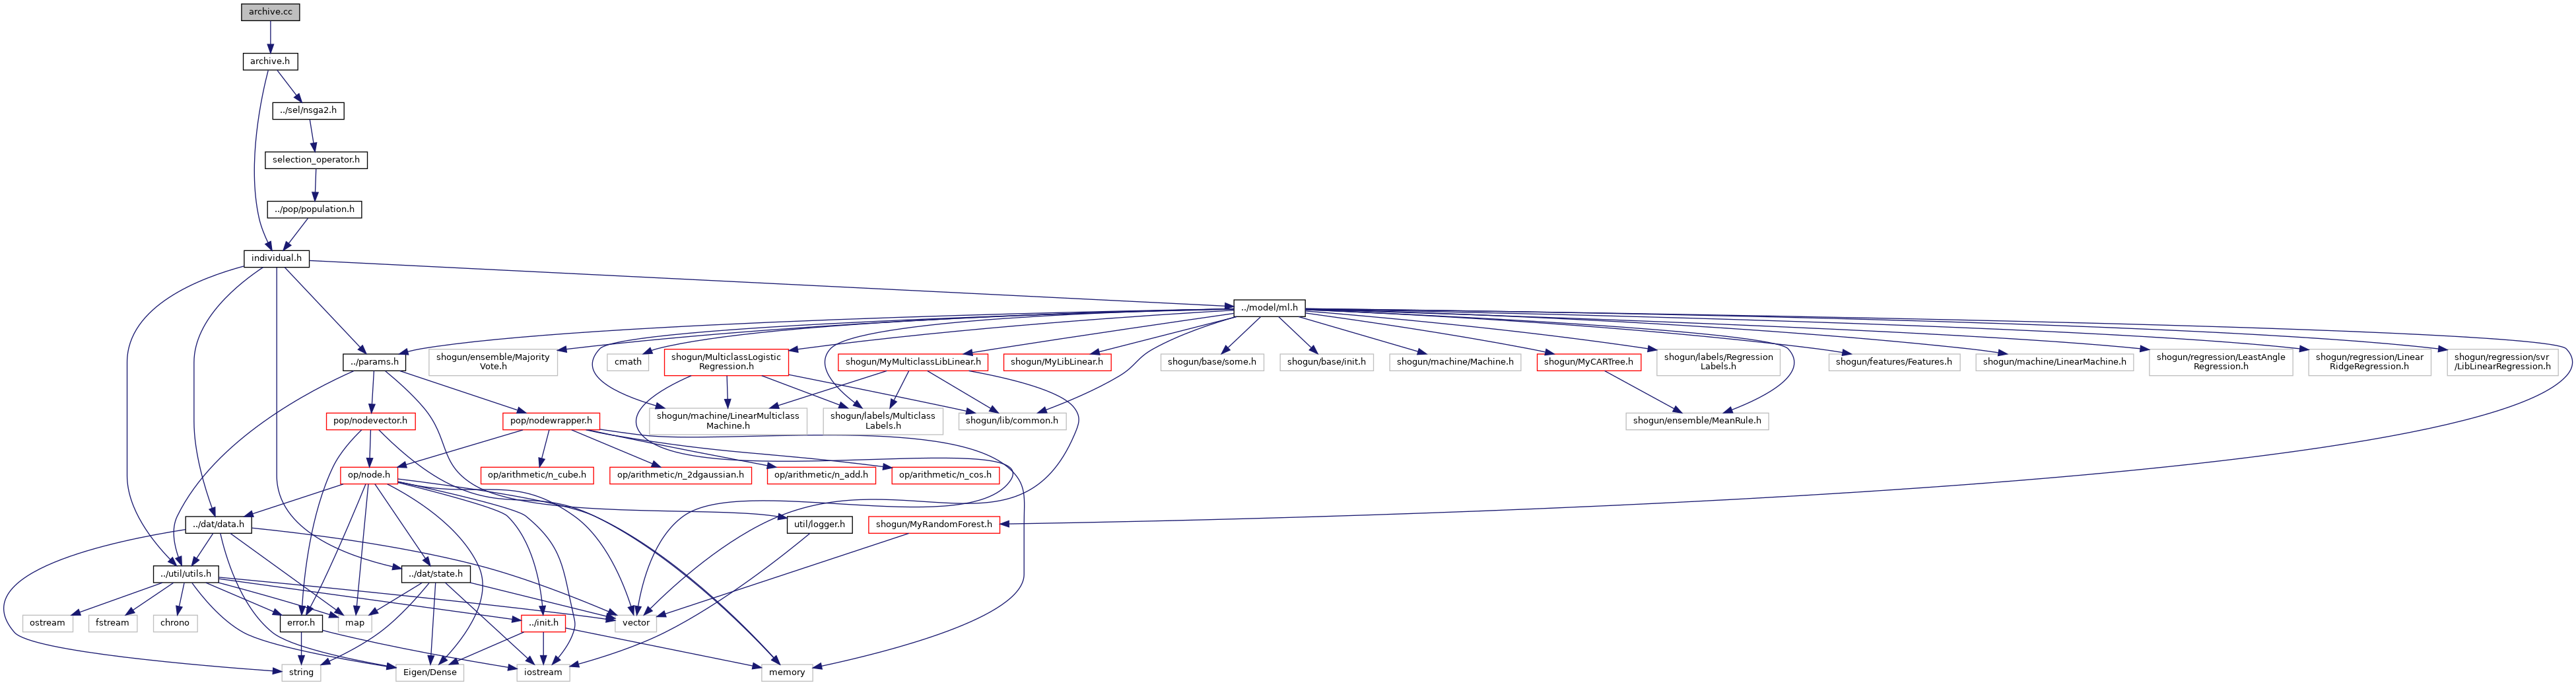 archive.cc
archive.h
../sel/nsga2.h
selection_operator.h
../pop/population.h
individual.h
../model/ml.h
../params.h
shogun/ensemble/Majority
Vote.h
cmath
shogun/MulticlassLogistic
Regression.h
shogun/MyMulticlassLibLinear.h
shogun/MyLibLinear.h
shogun/base/some.h
shogun/base/init.h
shogun/machine/Machine.h
shogun/MyCARTree.h
shogun/labels/Regression
Labels.h
shogun/features/Features.h
shogun/machine/LinearMachine.h
shogun/regression/LeastAngle
Regression.h
shogun/regression/Linear
RidgeRegression.h
shogun/regression/svr
/LibLinearRegression.h
pop/nodevector.h
pop/nodewrapper.h
shogun/machine/LinearMulticlass
Machine.h
shogun/labels/Multiclass
Labels.h
shogun/lib/common.h
shogun/ensemble/MeanRule.h
op/node.h
op/arithmetic/n_cube.h
op/arithmetic/n_2dgaussian.h
op/arithmetic/n_add.h
op/arithmetic/n_cos.h
../dat/data.h
util/logger.h
shogun/MyRandomForest.h
../util/utils.h
../dat/state.h
ostream
fstream
chrono
error.h
map
../init.h
vector
string
Eigen/Dense
iostream
memory